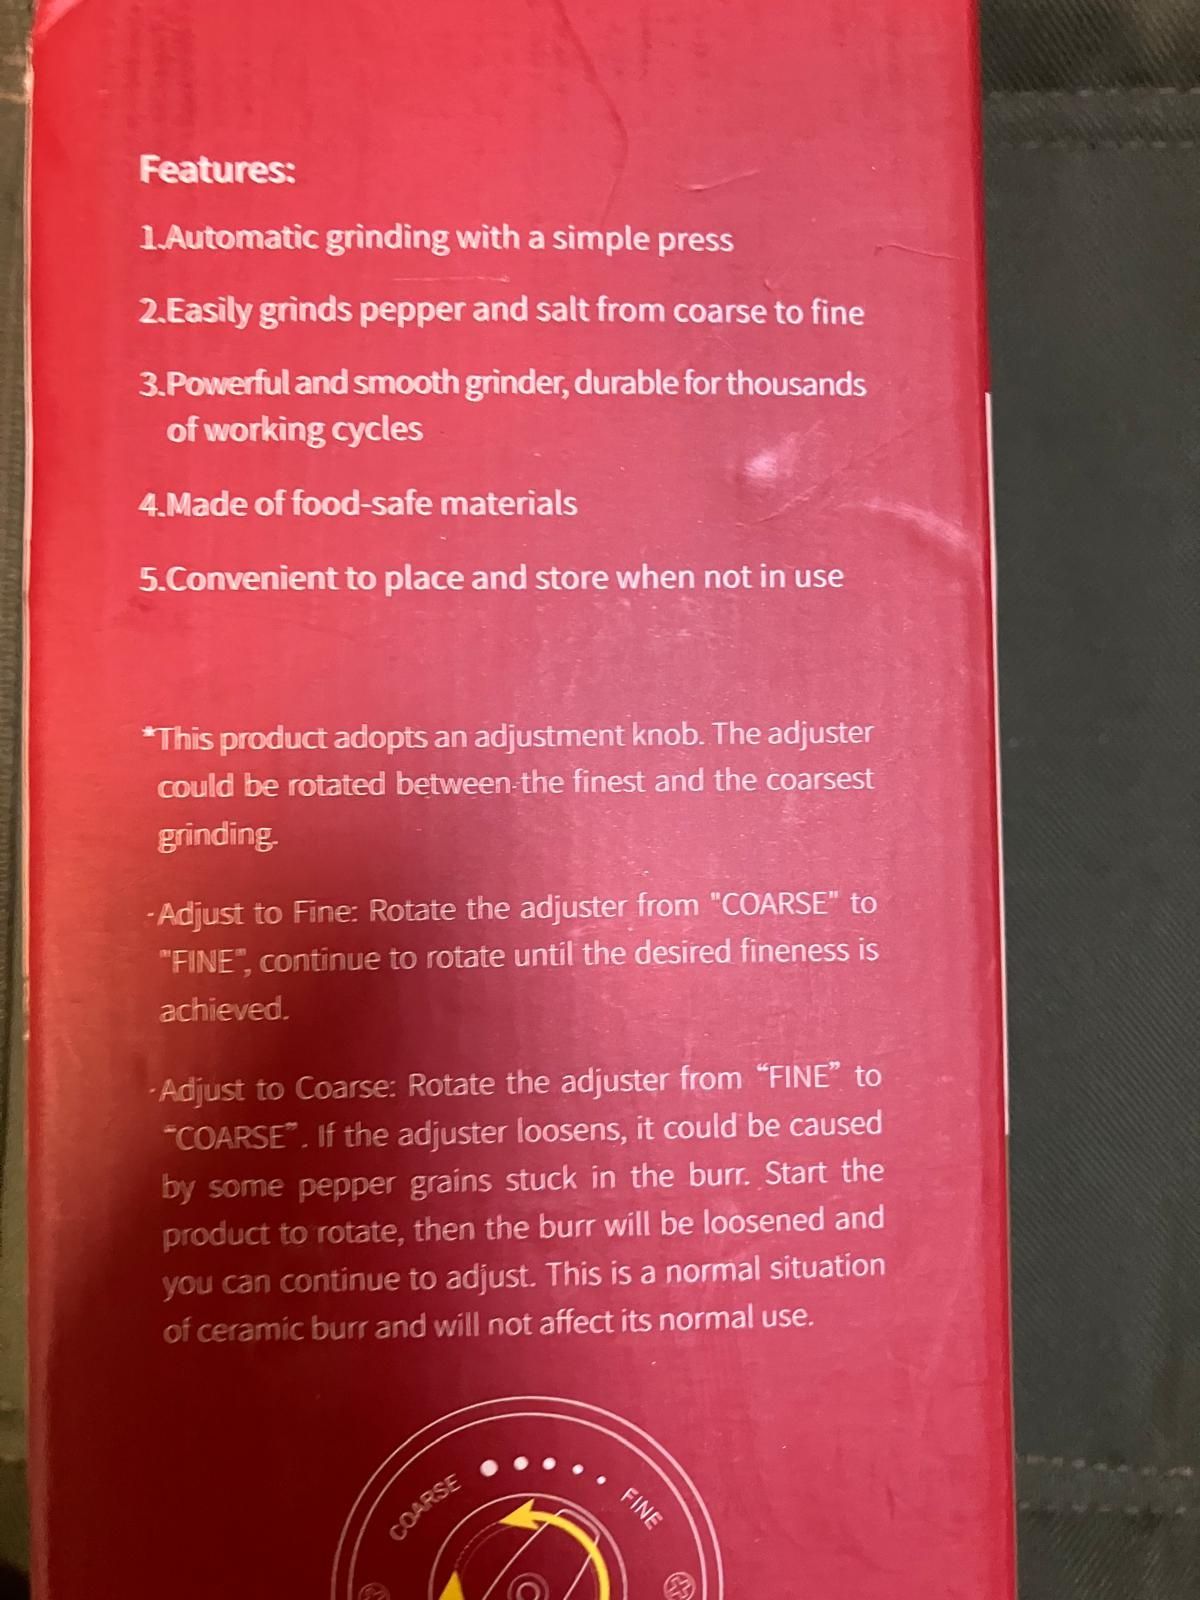 Features:
1.Automatic grinding with a simple press
2.Easily grinds pepper and salt from coarse to fine
3.Powerful and smooth grinder, durable for thousands
of working cycles
4.Made of food-safe materials
5.Convenient to place and store when not in use
*This product adopts an adjustment knob. The adjuster
could be rotated between the finest and the coarsest
grinding.
·Adjust to Fine: Rotate the adjuster from "COARSE" to
"FINE", continue to rotate until the desired fineness is
achieved.
·Adjust to Coarse: Rotate the adjuster from “FINE” to
“COARSE”. If the adjuster loosens, it could be caused
by some pepper grains stuck in the burr. Start the
product to rotate, then the burr will be loosened and
you can continue to adjust. This is a normal situation
of ceramic burr and will not affect its normal use.
COARSE FINE